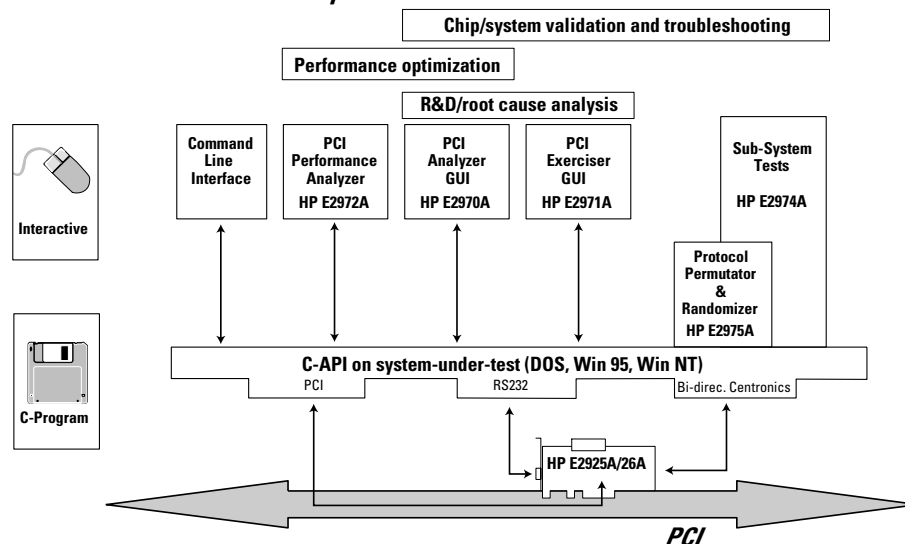 Chip/system validation and troubleshooting
Performance optimization
R&D/root cause analysis
Interactive
Command
Line
Interface
PCI
Performance
Analyzer
HP E2972A
PCI
Analyzer
GUI
HP E2970A
PCI
Exerciser
GUI
HP E2971A
Sub-System
Tests
HP E2974A
Protocol
Permutator
&
Randomizer
HP E2975A
C-Program
C-API on system-under-test (DOS, Win 95, Win NT)
PCI
RS232
Bi-direc. Centronics
HP E2925A/26A
PCI